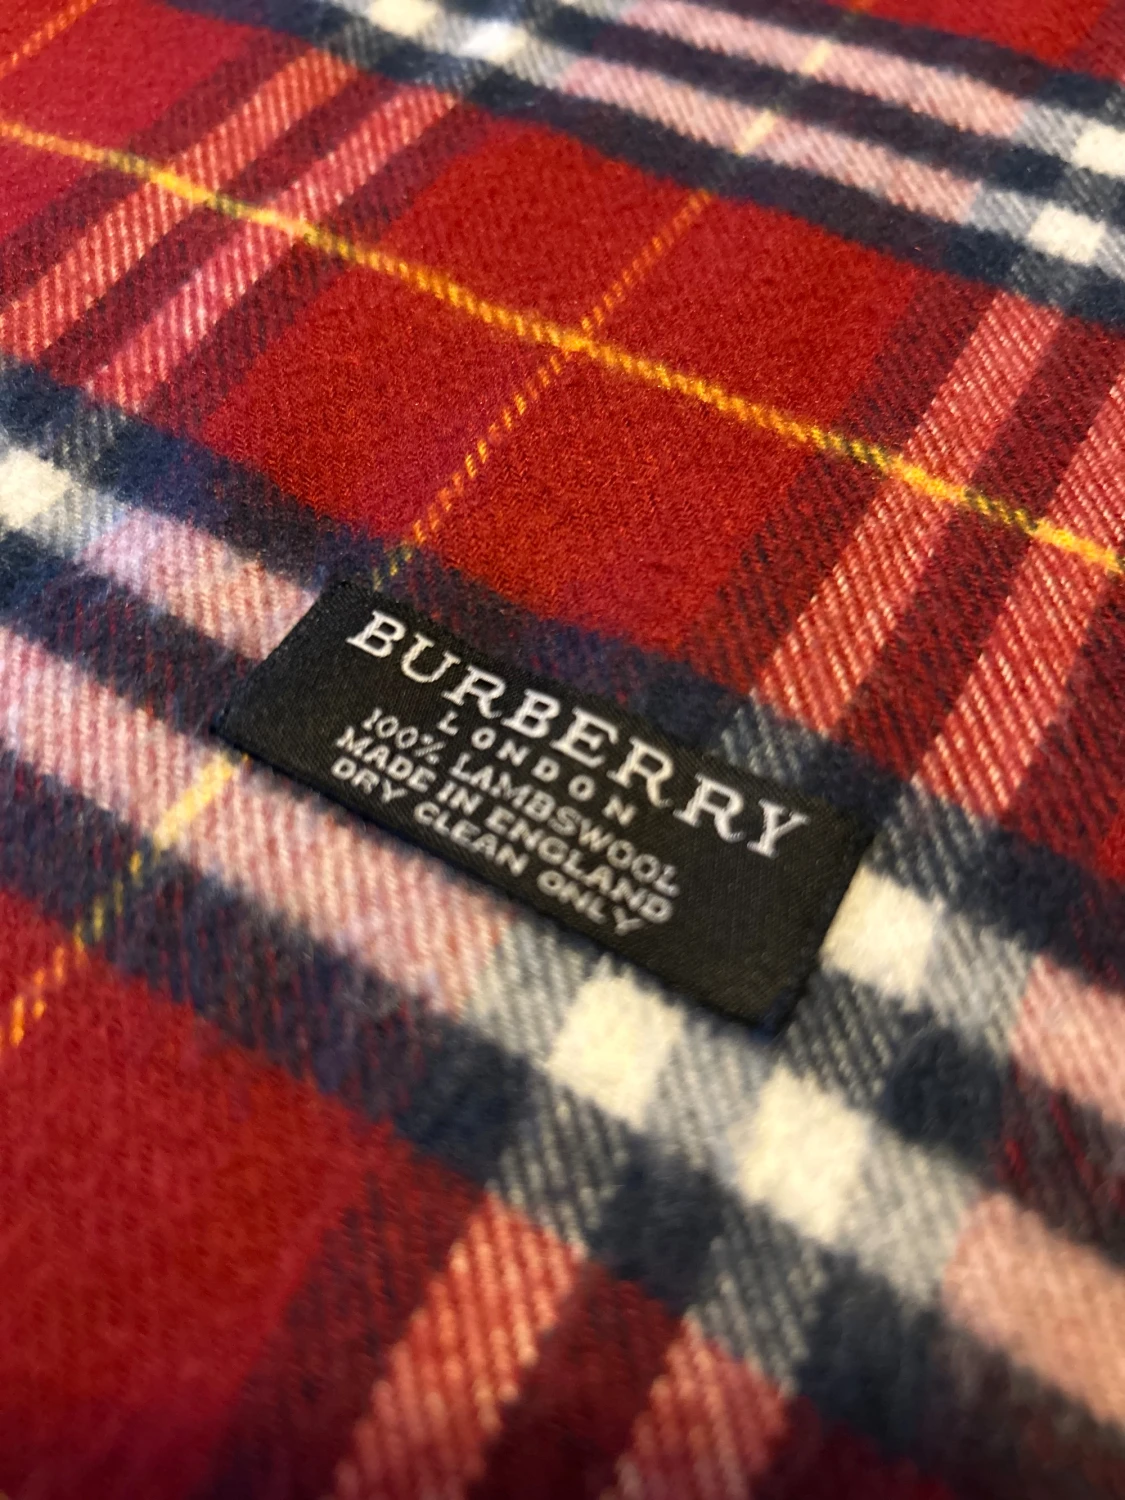 BURBERRY
LONDON
100% LAMBSWOOL
MADE IN ENGLAND
DRY CLEAN ONLY